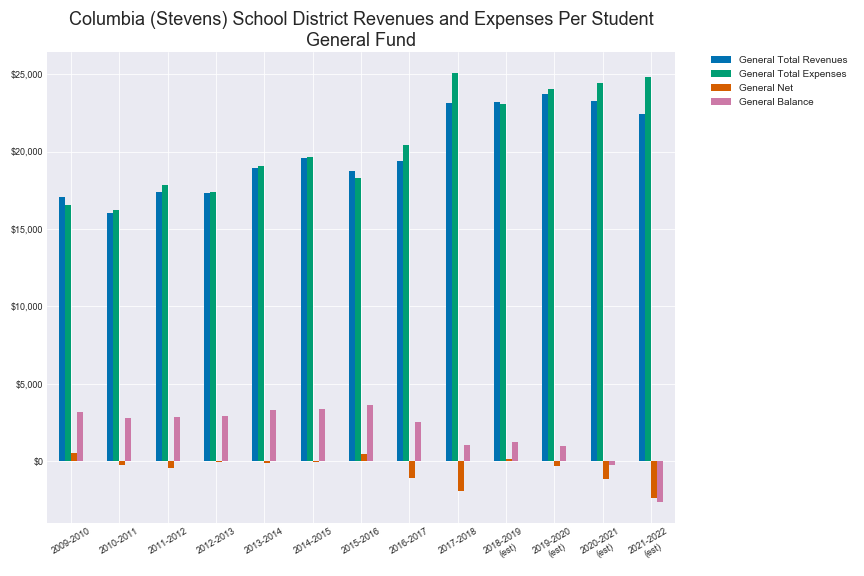 Columbia (Stevens) School District Revenues and Expenses Per Student
General Fund
General Total Revenues
General Total Expenses
General Net
General Balance
$25,000
$20,000
$15,000
$10,000
$5,000
$0
2009-2010
2010-2011
2011-2012
2012-2013
2013-2014
2014-2015
2015-2016
2016-2017
2017-2018
2018-2019
(est)
2019-2020
(est)
2020-2021
(est)
2021-2022
(est)